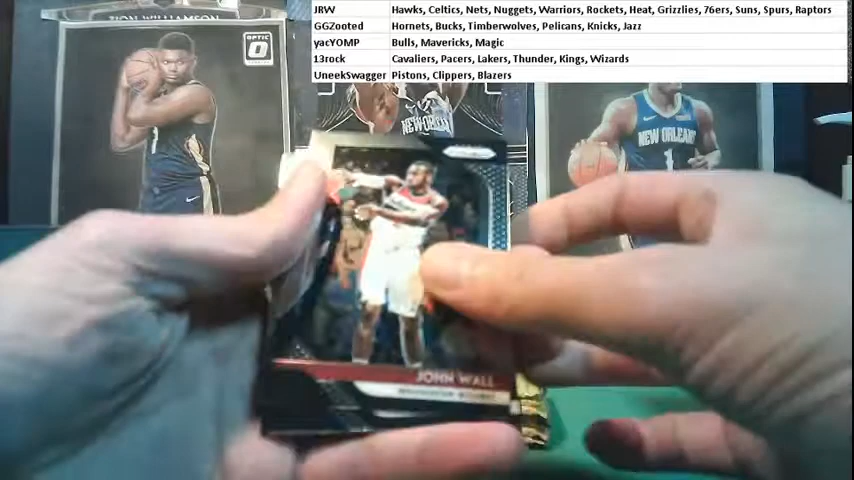 JRW Hawks, Celtics, Nets, Nuggets, Warriors, Rockets, Heat, Grizzlies, 76ers, Suns, Spurs, Raptors
GGZooted Hornets, Bucks, Timberwolves, Pelicans, Knicks, Jazz
yacYOMP Bulls, Mavericks, Magic
13rock Cavaliers, Pacers, Lakers, Thunder, Kings, Wizards
UneekSwagger Pistons, Clippers, Blazers
ZION WILLIAMSON
OPTIC
NEW ORLEANS
1
JOHN WALL